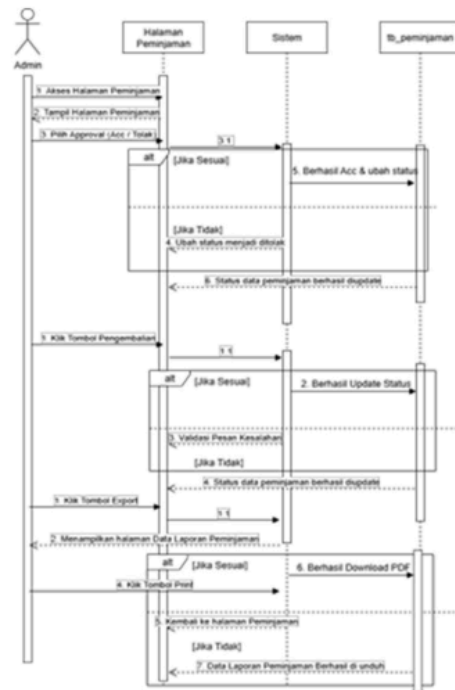 Halaman
Peminjaman
Sistem
tb_peminjaman
Admin
1. Akses Halaman Peminjaman
2. Tampil Halaman Peminjaman
3. Pilih Approval (Acc / Tolak)
3.1
alt
[Jika Sesuai]
5. Berhasil Acc & ubah status
[Jika Tidak]
4. Ubah status menjadi ditolak
6. Status data peminjaman berhasil diupdate
1. Klik Tombol Pengembalian
1.1
alt
[Jika Sesuai]
2. Berhasil Update Status
3. Validasi Pesan Kesalahan
[Jika Tidak]
4. Status data peminjaman berhasil diupdate
1. Klik Tombol Export
1.1
2. Menampilkan halaman Data Laporan Peminjaman
alt
[Jika Sesuai]
6. Berhasil Download PDF
4. Klik Tombol Print
5. Kembali ke halaman Peminjaman
[Jika Tidak]
7. Data Laporan Peminjaman Berhasil di unduh